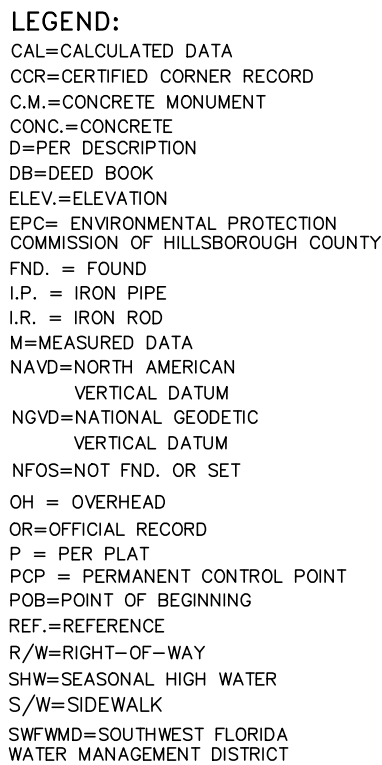 LEGEND:
CAL=CALCULATED DATA
CCR=CERTIFIED CORNER RECORD
C.M.=CONCRETE MONUMENT
CONC.=CONCRETE
D=PER DESCRIPTION
DB=DEED BOOK
ELEV.=ELEVATION
EPC= ENVIRONMENTAL PROTECTION
COMMISSION OF HILLSBOROUGH COUNTY
FND. = FOUND
I.P. = IRON PIPE
I.R. = IRON ROD
M=MEASURED DATA
NAVD=NORTH AMERICAN
VERTICAL DATUM
NGVD=NATIONAL GEODETIC
VERTICAL DATUM
NFOS=NOT FND. OR SET
OH = OVERHEAD
OR=OFFICIAL RECORD
P = PER PLAT
PCP = PERMANENT CONTROL POINT
POB=POINT OF BEGINNING
REF.=REFERENCE
R/W=RIGHT-OF-WAY
SHW=SEASONAL HIGH WATER
S/W=SIDEWALK
SWFWMD=SOUTHWEST FLORIDA
WATER MANAGEMENT DISTRICT